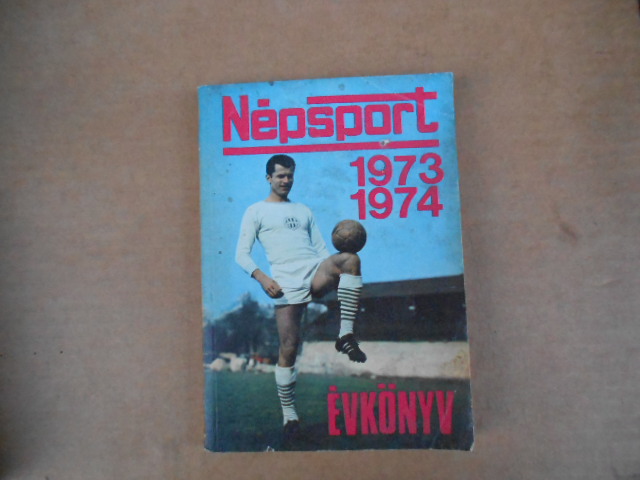 Népsport
1973
1974
ÉVKÖNYV